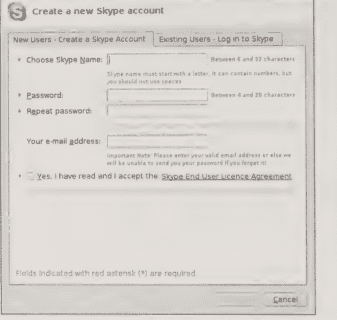 Create a new Skype account
New Users - Create a Skype Account Existing Users - Log in to Skype
Choose Skype Name: Between 6 and 32 characters
Skype name must start with a letter, it can contain numbers, but
you should not use spaces
Password: Between 4 and 20 characters
Repeat password:
Your e-mail address:
Important Note: Please enter your valid email address or else we
will be unable to send you your password if you forget it!
* Yes, I have read and I accept the Skype End User Licence Agreement
Fields indicated with red asterisk (*) are required
Cancel